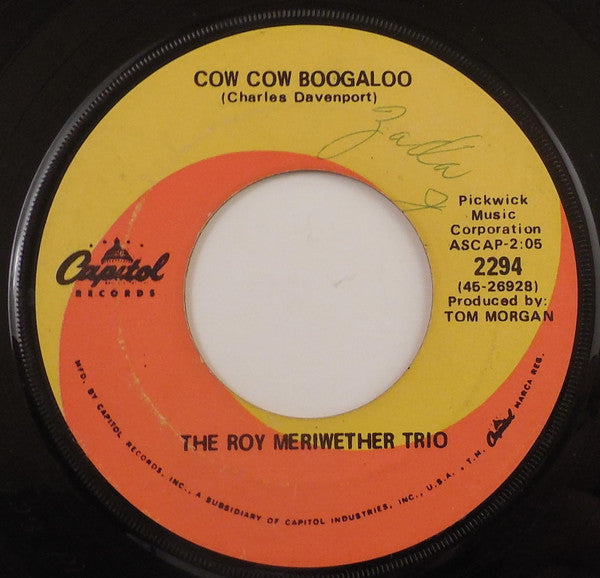 COW COW BOOGALOO
(Charles Davenport)
Zada
Pickwick
Music
Corporation
ASCAP-2:05
2294
(45-26928)
Produced by:
TOM MORGAN
Capitol
RECORDS
THE ROY MERIWETHER TRIO
MFD. BY CAPITOL RECORDS, INC., A SUBSIDIARY OF CAPITOL INDUSTRIES, INC., U.S.A., T.M. Capitol MARCA REG.